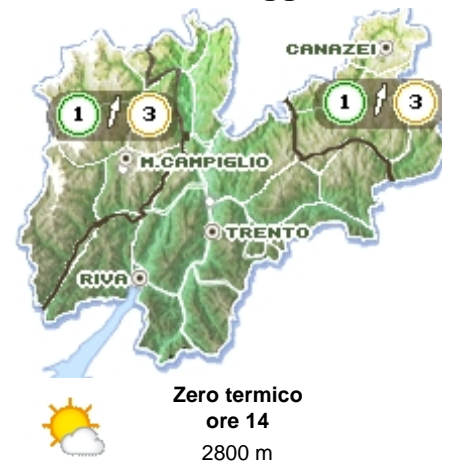 CANAZEI
1 3
1 3
M.CAMPIGLIO
TRENTO
RIVA
Zero termico
ore 14
2800 m